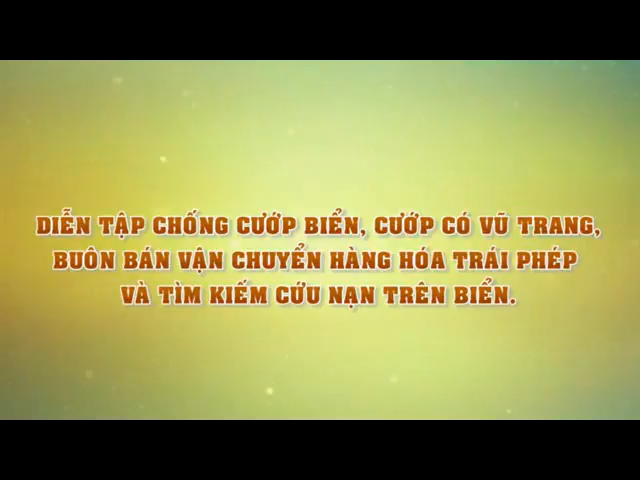 DIỄN TẬP CHỐNG CƯỚP BIỂN, CƯỚP CÓ VŨ TRANG,
BUÔN BÁN VẬN CHUYỂN HÀNG HÓA TRÁI PHÉP
VÀ TÌM KIẾM CỨU NẠN TRÊN BIỂN.